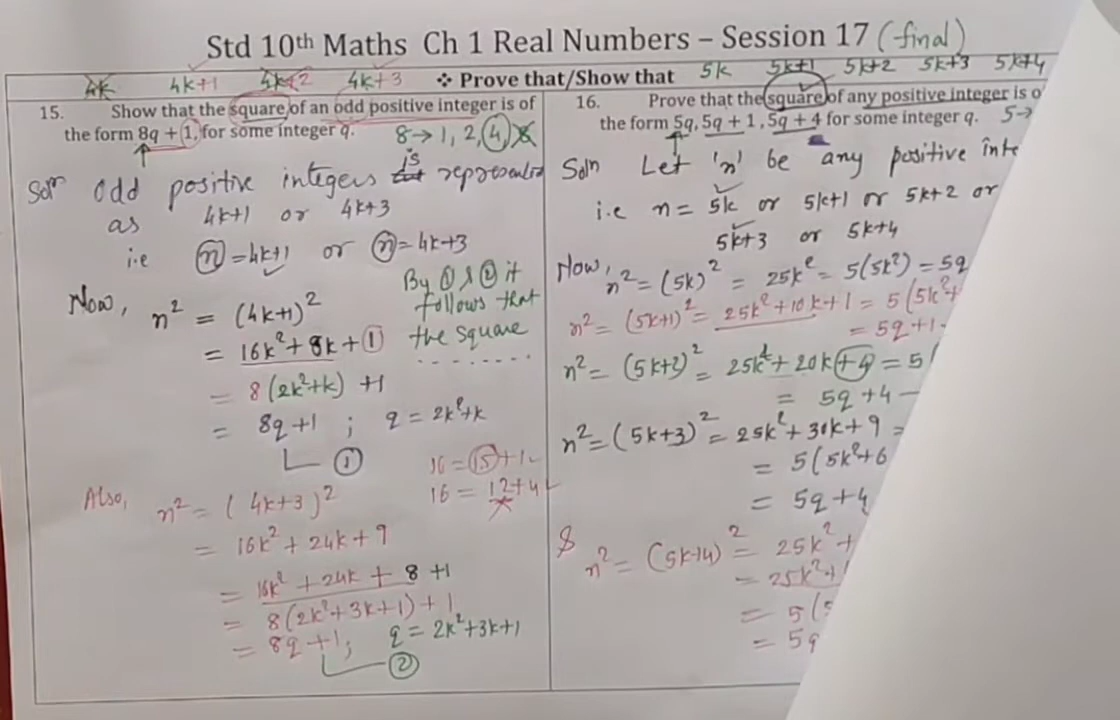 Std 10th Maths Ch 1 Real Numbers – Session 17 (final)
4k 4k+1 4k+2 4k+3 ❖ Prove that/Show that 5k 5k+1 5k+2 5k+3 5k+4
15. Show that the square of an odd positive integer is of
the form 8q + 1, for some integer q.
8 → 1, 2, 4, 8
Soln odd positive integers is represented
as 4k+1 or 4k+3
i.e n = 4k+1 or n = 4k+3
By ① & ② it
follows that
the square
.......
Now, n² = (4k+1)²
= 16k² + 8k + 1
= 8(2k²+k) + 1
= 8q+1 ; q = 2k²+k
①
16 = 15+1
16 = 12+4
Also, n² = (4k+3)²
= 16k² + 24k + 9
= 16k² + 24k + 8 + 1
= 8(2k²+3k+1) + 1
= 8q+1; q = 2k²+3k+1
②
16. Prove that the square of any positive integer is o
the form 5q, 5q + 1, 5q + 4 for some integer q. 5→
Soln Let 'n' be any positive inte
i.e n = 5k or 5k+1 or 5k+2 or
5k+3 or 5k+4
Now, n² = (5k)² = 25k² = 5(5k²) = 5q
n² = (5k+1)² = 25k²+10k+1 = 5(5k²+
= 5q+1
n² = (5k+2)² = 25k²+20k+4 = 5(
= 5q+4 –
n² = (5k+3)² = 25k²+30k+9 =
= 5(5k²+6
= 5q+4
& n² = (5k+4)² = 25k²+
= 25k²+
= 5(5
= 5q